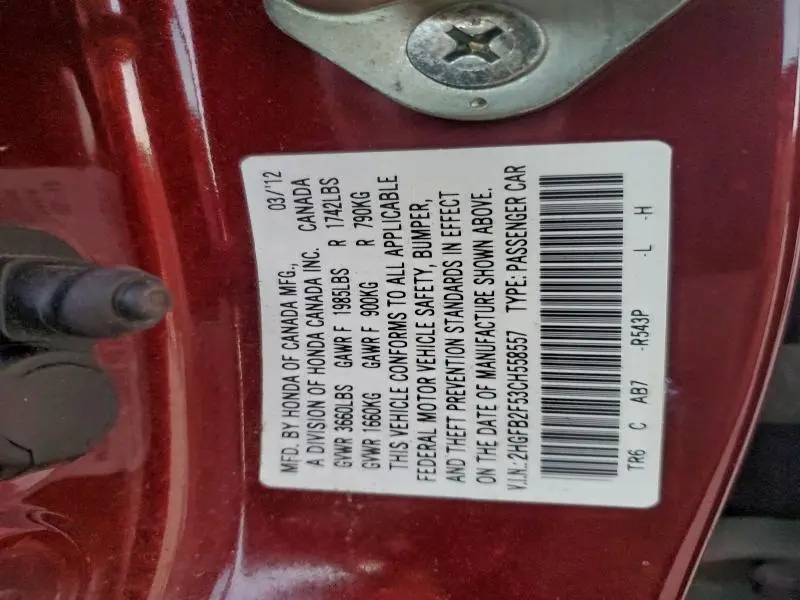 MFD. BY HONDA OF CANADA MFG., 03/'12
A DIVISION OF HONDA CANADA INC. CANADA
GVWR 3660LBS GAWR F 1985LBS R 1742LBS
GVWR 1660KG GAWR F 900KG R 790KG
THIS VEHICLE CONFORMS TO ALL APPLICABLE
FEDERAL MOTOR VEHICLE SAFETY, BUMPER,
AND THEFT PREVENTION STANDARDS IN EFFECT
ON THE DATE OF MANUFACTURE SHOWN ABOVE.
V.I.N.:2HGFB2F53CH558557 TYPE: PASSENGER CAR
TR6 C AB7 -R543P -L -H